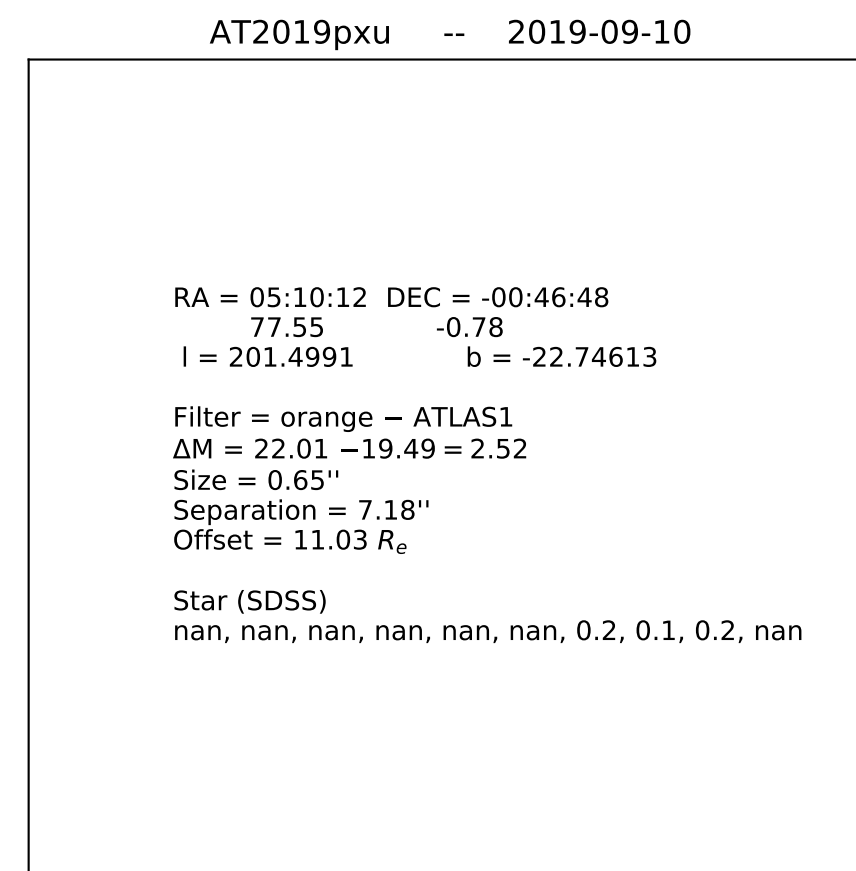 AT2019pxu -- 2019-09-10
RA = 05:10:12 DEC = -00:46:48
77.55 -0.78
l = 201.4991 b = -22.74613
Filter = orange − ATLAS1
ΔM = 22.01 −19.49 = 2.52
Size = 0.65''
Separation = 7.18''
Offset = 11.03 Rₑ
Star (SDSS)
nan, nan, nan, nan, nan, nan, 0.2, 0.1, 0.2, nan